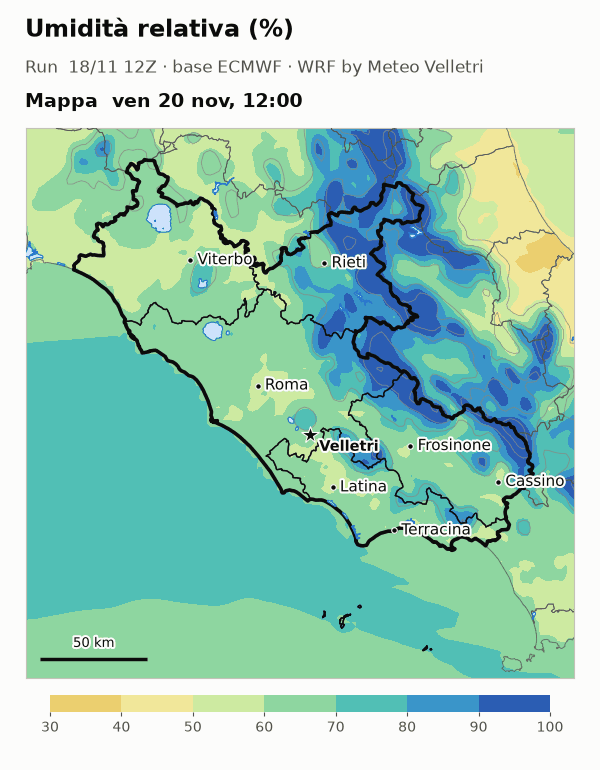 Umidità relativa (%)
Run 18/11 12Z · base ECMWF · WRF by Meteo Velletri
Mappa ven 20 nov, 12:00
Viterbo
Rieti
Roma
Velletri
Frosinone
Latina
Cassino
Terracina
50 km
30 40 50 60 70 80 90 100